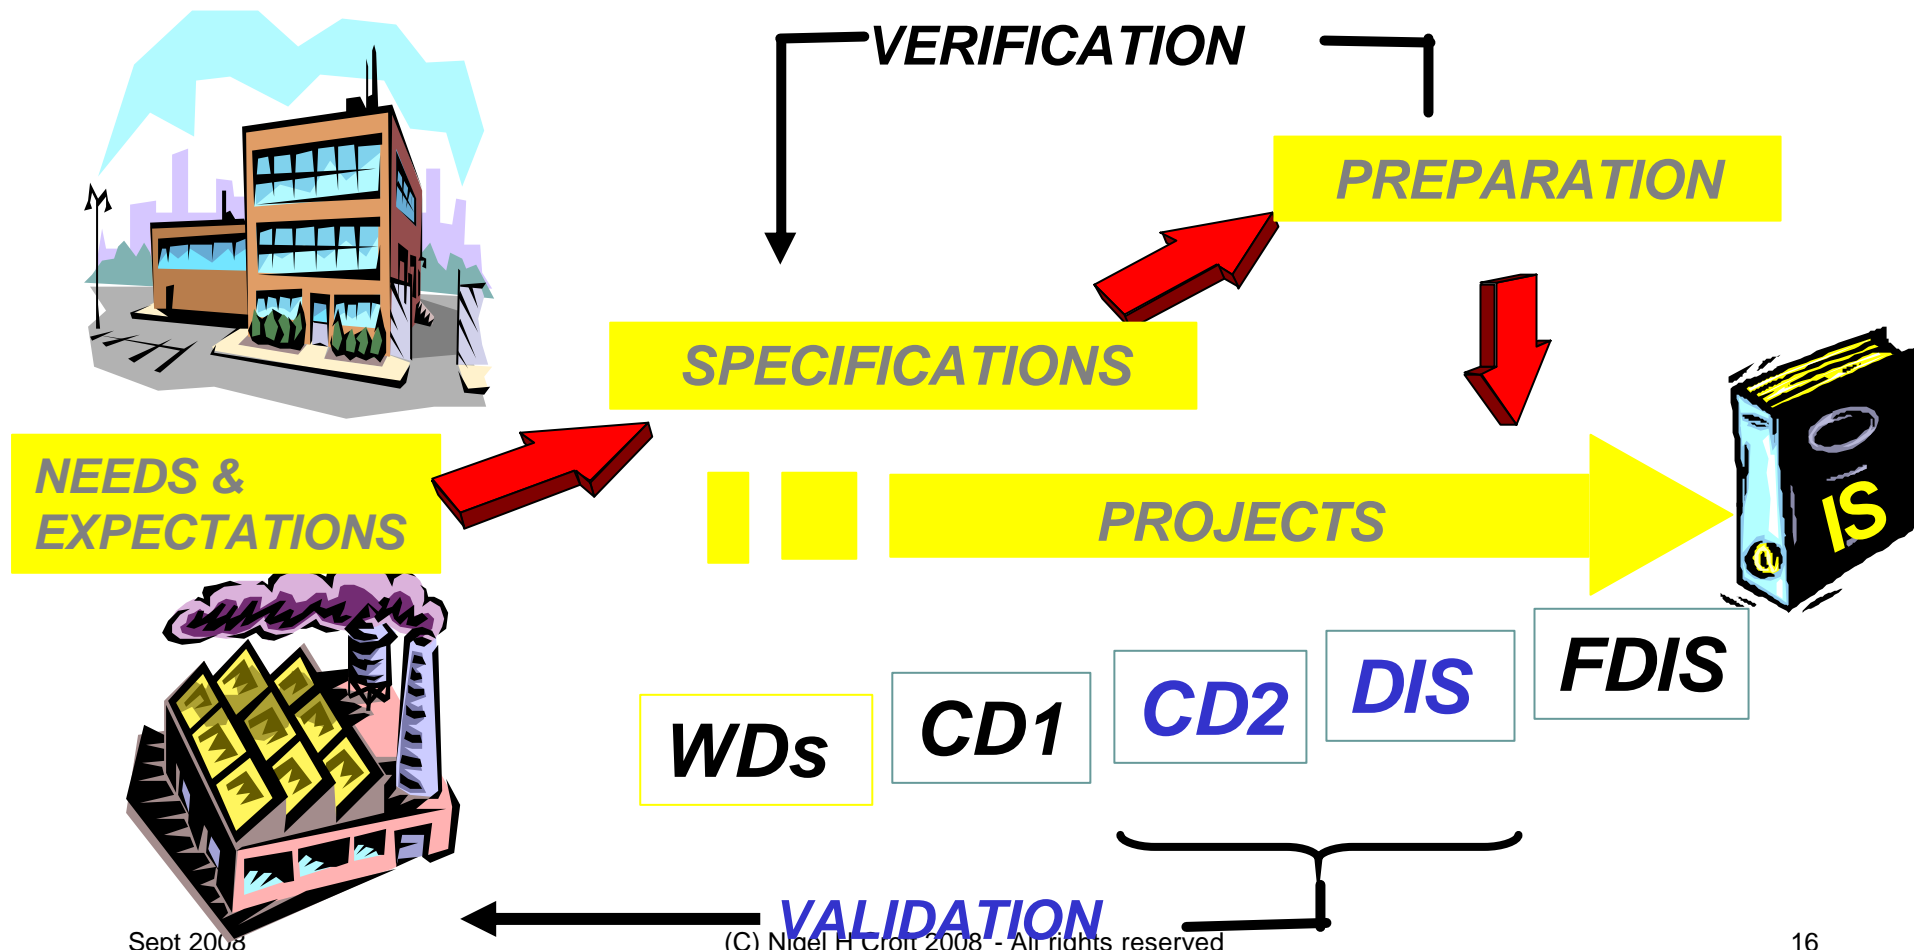 VERIFICATION
PREPARATION
SPECIFICATIONS
NEEDS &
EXPECTATIONS
PROJECTS
IS
WDs
CD1
CD2
DIS
FDIS
VALIDATION
Sept 2008
(C) Nigel H Croft 2008 - All rights reserved
16